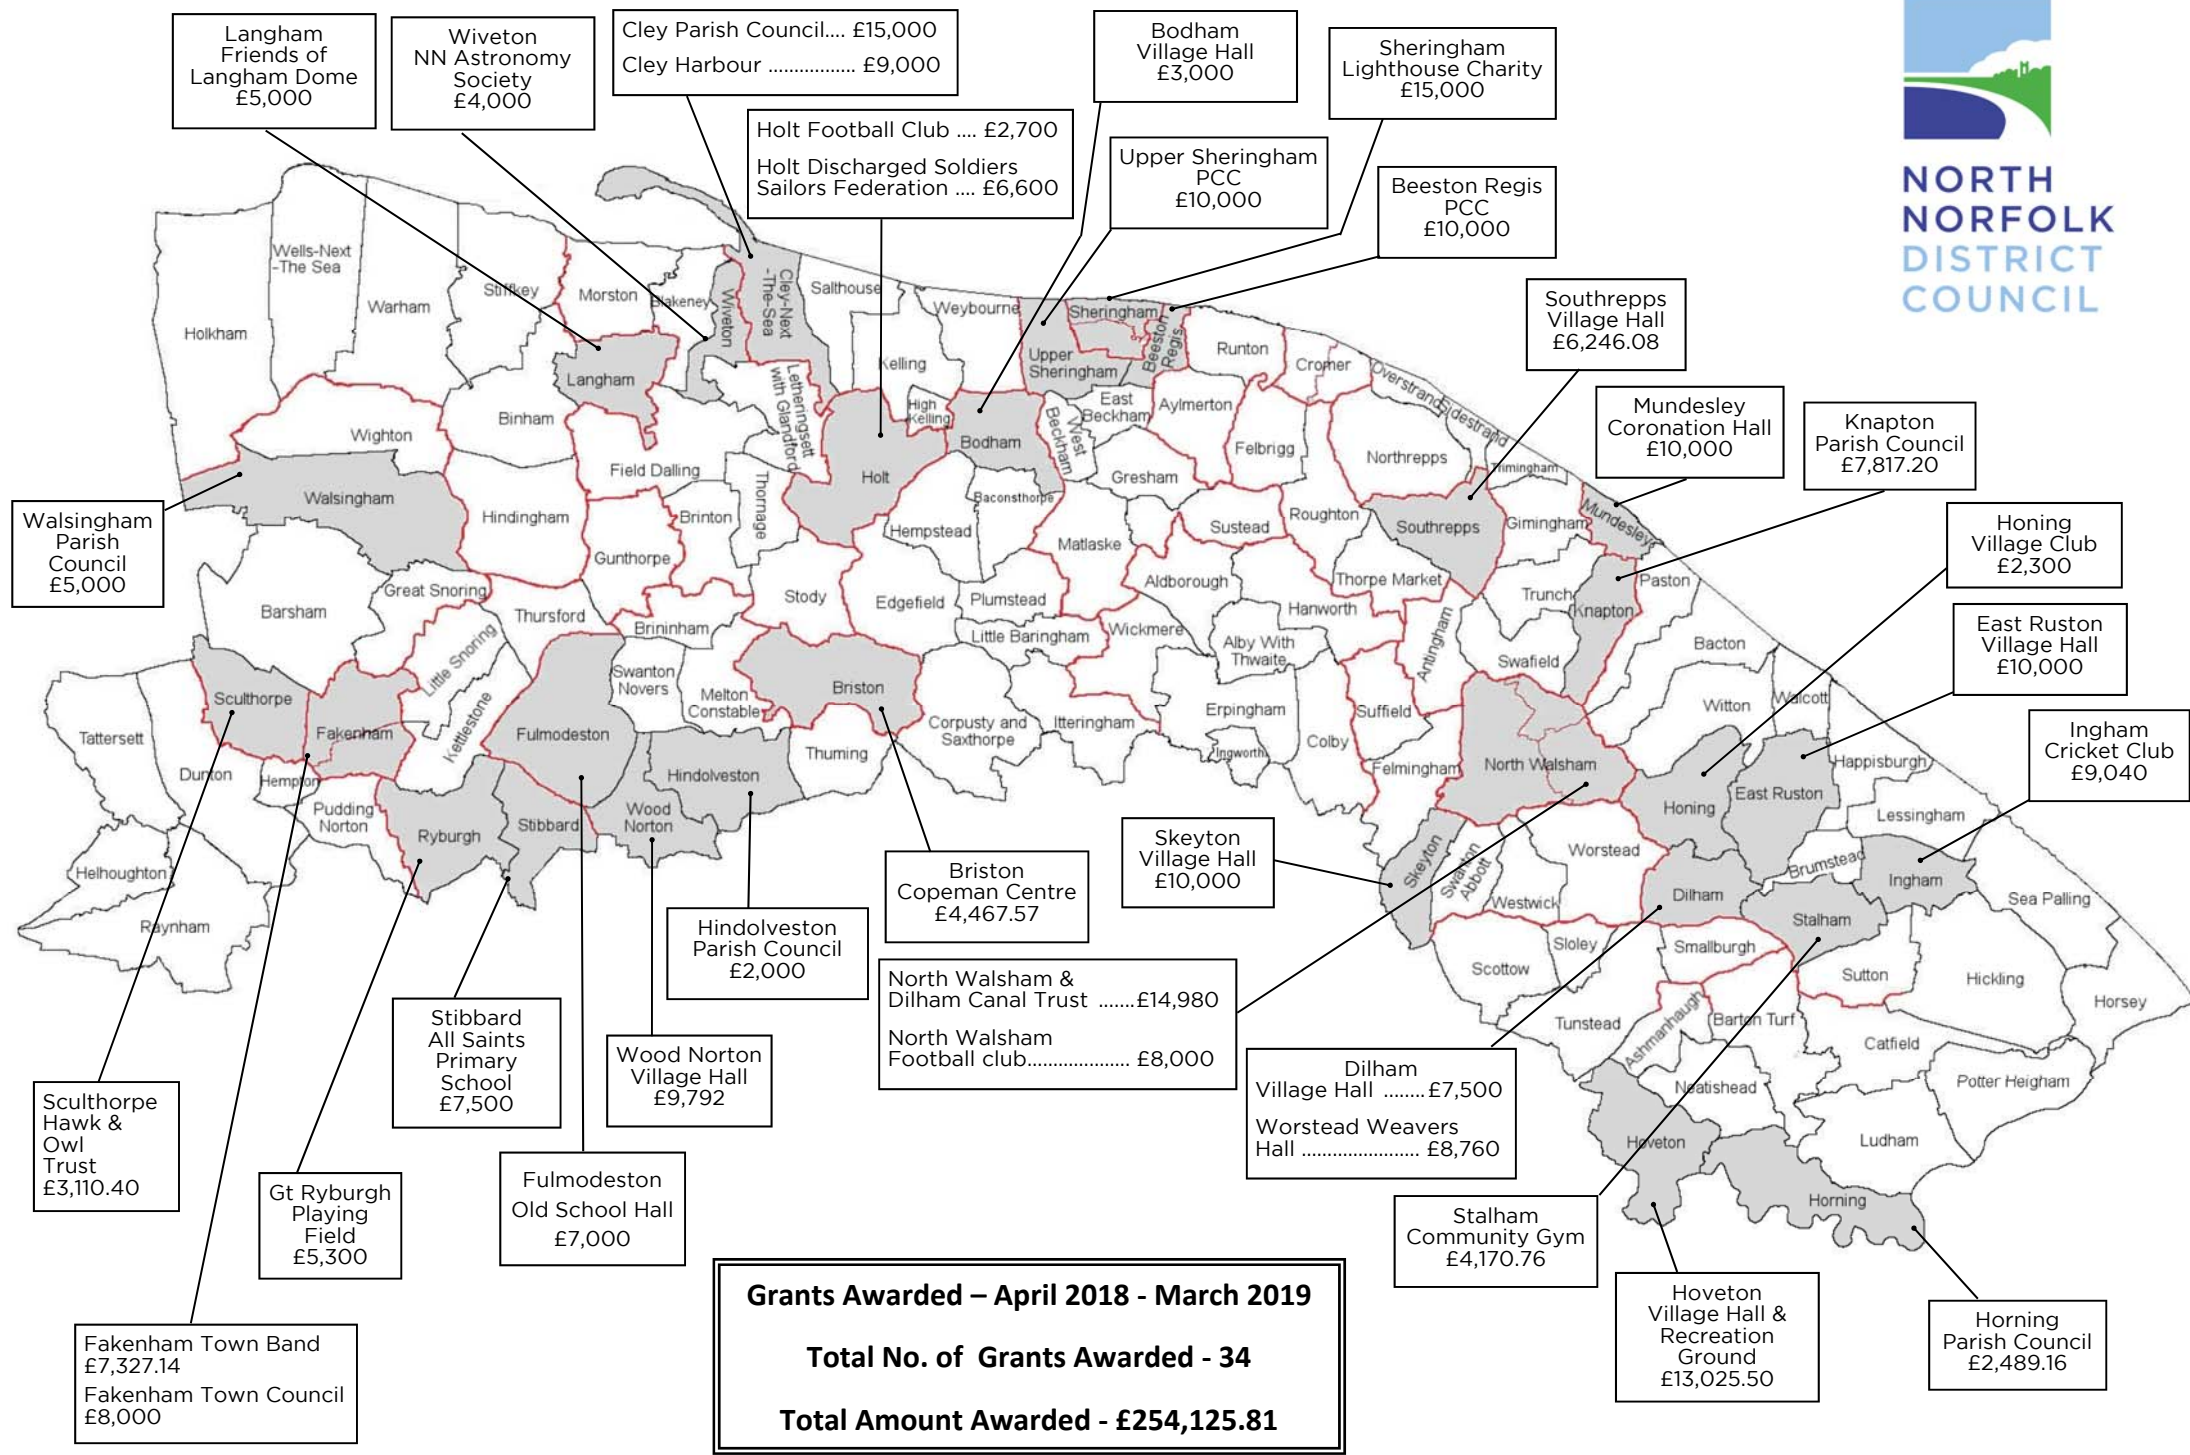 Langham
Friends of
Langham Dome
£5,000
Wiveton
NN Astronomy
Society
£4,000
Cley Parish Council.... £15,000
Cley Harbour ................. £9,000
Holt Football Club .... £2,700
Holt Discharged Soldiers
Sailors Federation .... £6,600
Bodham
Village Hall
£3,000
Upper Sheringham
PCC
£10,000
Sheringham
Lighthouse Charity
£15,000
Beeston Regis
PCC
£10,000
NORTH
NORFOLK
DISTRICT
COUNCIL
Southrepps
Village Hall
£6,246.08
Mundesley
Coronation Hall
£10,000
Knapton
Parish Council
£7,817.20
Honing
Village Club
£2,300
East Ruston
Village Hall
£10,000
Ingham
Cricket Club
£9,040
Walsingham
Parish
Council
£5,000
Holkham
Wells-Next
-The Sea
Warham
Stiffkey
Morston
Blakeney
Wiveton
Cley-Next
-The-Sea
Salthouse
Kelling
Weybourne
Sheringham
Upper
Sheringham
Beeston
Regis
Runton
Cromer
Overstrand
Sidestrand
Langham
Binham
Wighton
Walsingham
Hindingham
Field Dalling
Letheringsett
with Glandford
High
Kelling
Holt
Bodham
West
Beckham
East
Beckham
Aylmerton
Gresham
Felbrigg
Northrepps
Trimingham
Southrepps
Gimingham
Mundesley
Thornage
Brinton
Gunthorpe
Hempstead
Baconsthorpe
Matlaske
Sustead
Roughton
Barsham
Great Snoring
Thursford
Brininham
Stody
Edgefield
Plumstead
Little Baringham
Wickmere
Aldborough
Hanworth
Alby With
Thwaite
Thorpe Market
Antingham
Trunch
Knapton
Paston
Swafield
Bacton
Sculthorpe
Fakenham
Little Snoring
Kettlestone
Fulmodeston
Swanton
Novers
Melton
Constable
Briston
Corpusty and
Saxthorpe
Itteringham
Erpingham
Ingworth
Colby
Suffield
Felmingham
North Walsham
Witton
Walcott
Happisburgh
Tattersett
Dunton
Hempton
Pudding
Norton
Ryburgh
Stibbard
Wood
Norton
Hindolveston
Thuming
Skeyton
Swanton
Abbott
Westwick
Worstead
Honing
East Ruston
Lessingham
Brumstead
Ingham
Helhoughton
Raynham
Dilham
Stalham
Sea Palling
Scottow
Sloley
Smallburgh
Sutton
Hickling
Horsey
Tunstead
Ashmanhaugh
Barton Turf
Catfield
Neatishead
Potter Heigham
Ludham
Hoveton
Horning
Skeyton
Village Hall
£10,000
Briston
Copeman Centre
£4,467.57
Hindolveston
Parish Council
£2,000
North Walsham &
Dilham Canal Trust .......£14,980
North Walsham
Football club.................... £8,000
Stibbard
All Saints
Primary
School
£7,500
Wood Norton
Village Hall
£9,792
Dilham
Village Hall ........£7,500
Worstead Weavers
Hall ....................... £8,760
Sculthorpe
Hawk &
Owl
Trust
£3,110.40
Gt Ryburgh
Playing
Field
£5,300
Fulmodeston
Old School Hall
£7,000
Stalham
Community Gym
£4,170.76
Hoveton
Village Hall &
Recreation
Ground
£13,025.50
Horning
Parish Council
£2,489.16
Fakenham Town Band
£7,327.14
Fakenham Town Council
£8,000
Grants Awarded – April 2018 - March 2019
Total No. of Grants Awarded - 34
Total Amount Awarded - £254,125.81